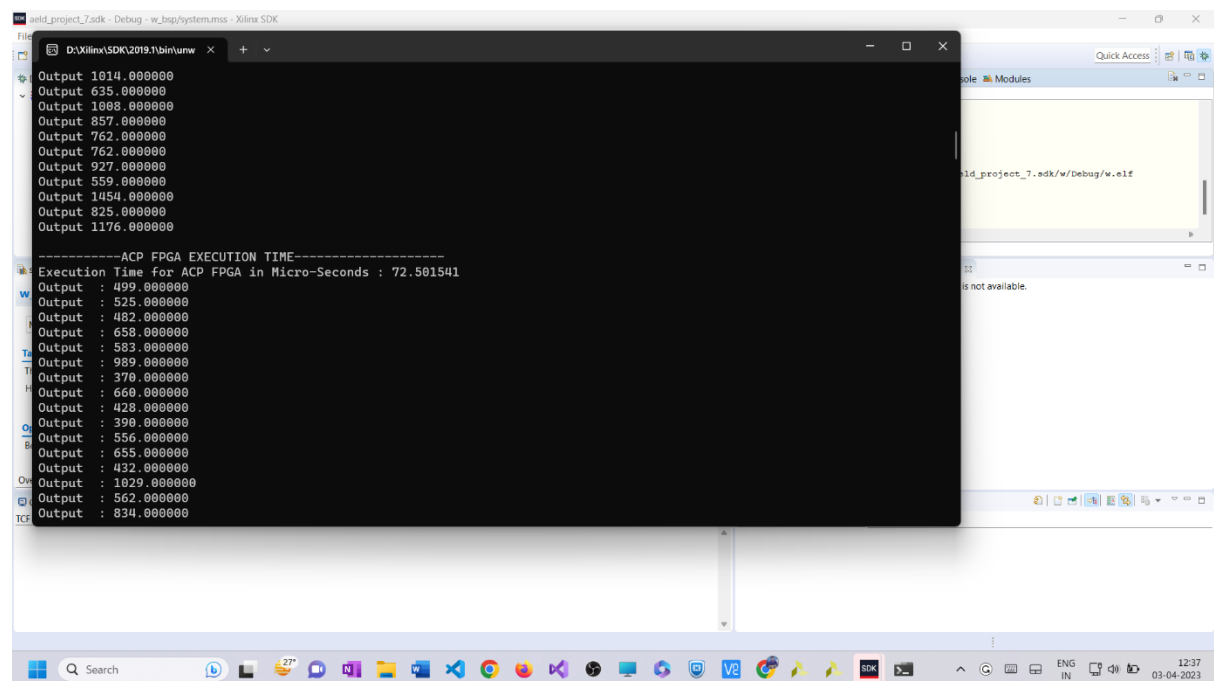 aeld_project_7.sdk - Debug - w_bsp/system.mss - Xilinx SDK
File
D:\Xilinx\SDK\2019.1\bin\unw
Quick Access
Output 1014.000000
Output 635.000000
Output 1008.000000
Output 857.000000
Output 762.000000
Output 762.000000
Output 927.000000
Output 559.000000
Output 1454.000000
Output 825.000000
Output 1176.000000
-----------ACP FPGA EXECUTION TIME--------------------
Execution Time for ACP FPGA in Micro-Seconds : 72.501541
Output  : 499.000000
Output  : 525.000000
Output  : 482.000000
Output  : 658.000000
Output  : 583.000000
Output  : 989.000000
Output  : 370.000000
Output  : 660.000000
Output  : 428.000000
Output  : 390.000000
Output  : 556.000000
Output  : 655.000000
Output  : 432.000000
Output  : 1029.000000
Output  : 562.000000
Output  : 834.000000
sole Modules
eld_project_7.sdk/w/Debug/w.elf
is not available.
TCF
Search
27°
SDK
ENG
IN
12:37
03-04-2023